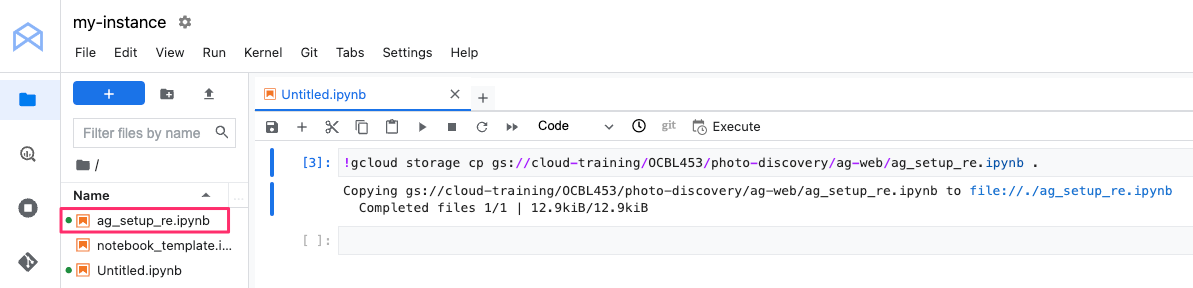 my-instance
File Edit View Run Kernel Git Tabs Settings Help
+
Filter files by name
/
Name
ag_setup_re.ipynb
notebook_template.i...
Untitled.ipynb
Untitled.ipynb
Code git Execute
[3]: !gcloud storage cp gs://cloud-training/OCBL453/photo-discovery/ag-web/ag_setup_re.ipynb .
Copying gs://cloud-training/OCBL453/photo-discovery/ag-web/ag_setup_re.ipynb to file://./ag_setup_re.ipynb
Completed files 1/1 | 12.9kiB/12.9kiB
[ ]: